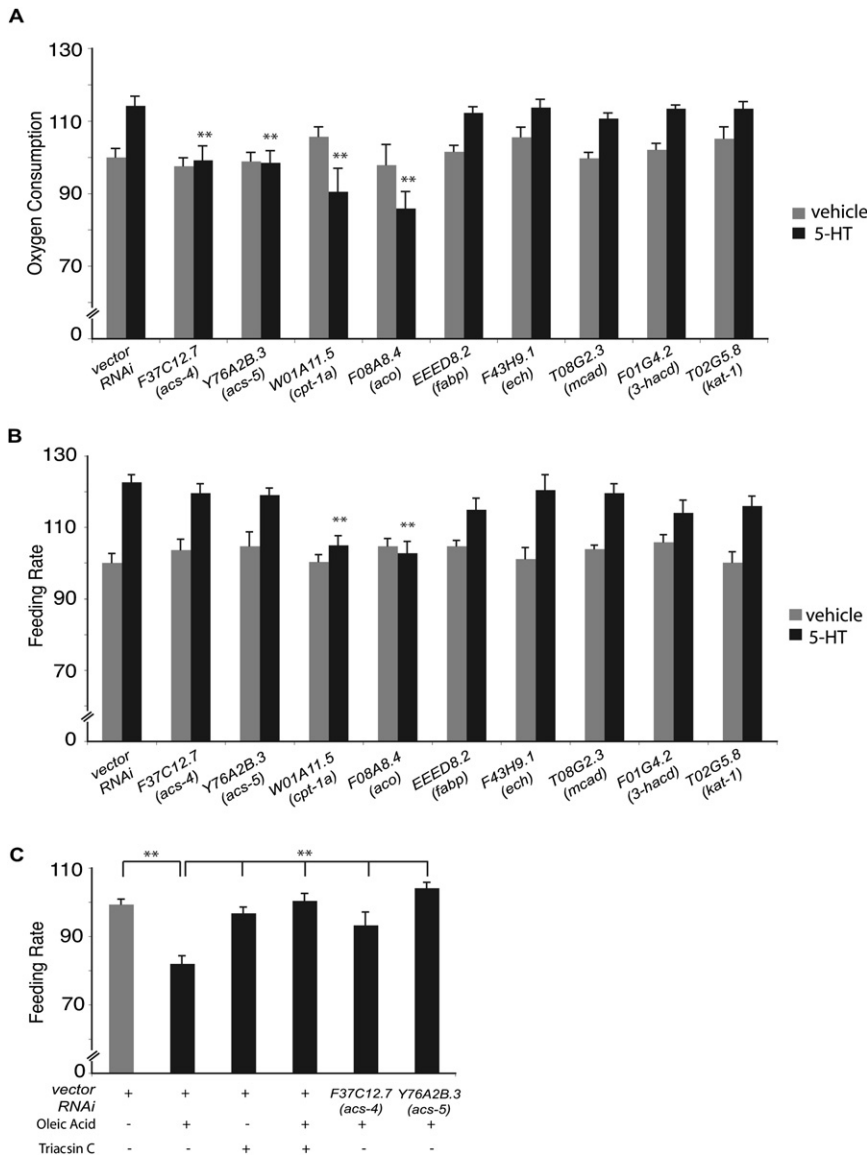 A
130
110
90
70
0
Oxygen Consumption
**
**
**
**
vehicle
5-HT
vector RNAi
F37C12.7 (acs-4)
Y76A2B.3 (acs-5)
W01A11.5 (cpt-1a)
F08A8.4 (aco)
EEED8.2 (fabp)
F43H9.1 (ech)
T08G2.3 (mcad)
F01G4.2 (3-hacd)
T02G5.8 (kat-1)
B
130
110
90
70
0
Feeding Rate
**
**
vehicle
5-HT
vector RNAi
F37C12.7 (acs-4)
Y76A2B.3 (acs-5)
W01A11.5 (cpt-1a)
F08A8.4 (aco)
EEED8.2 (fabp)
F43H9.1 (ech)
T08G2.3 (mcad)
F01G4.2 (3-hacd)
T02G5.8 (kat-1)
C
110
90
70
0
Feeding Rate
**
**
vector RNAi + + + + F37C12.7 (acs-4) Y76A2B.3 (acs-5)
Oleic Acid - + - + + +
Triacsin C - - + + - -